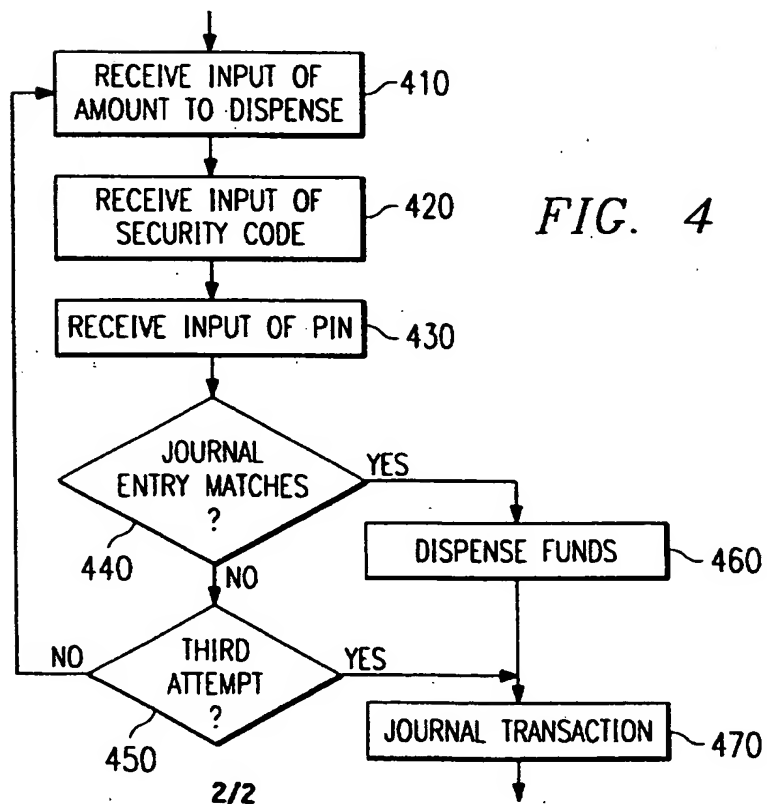 RECEIVE INPUT OF
AMOUNT TO DISPENSE
410
RECEIVE INPUT OF
SECURITY CODE
420
FIG. 4
RECEIVE INPUT OF PIN
430
JOURNAL
ENTRY MATCHES
?
YES
440
NO
DISPENSE FUNDS
460
THIRD
ATTEMPT
?
NO
YES
450
JOURNAL TRANSACTION
470
2/2